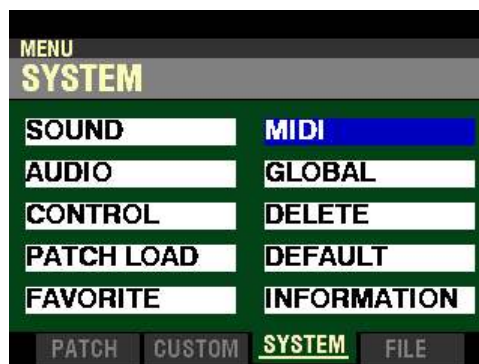 MENU
SYSTEM
SOUND MIDI
AUDIO GLOBAL
CONTROL DELETE
PATCH LOAD DEFAULT
FAVORITE INFORMATION
PATCH CUSTOM SYSTEM FILE